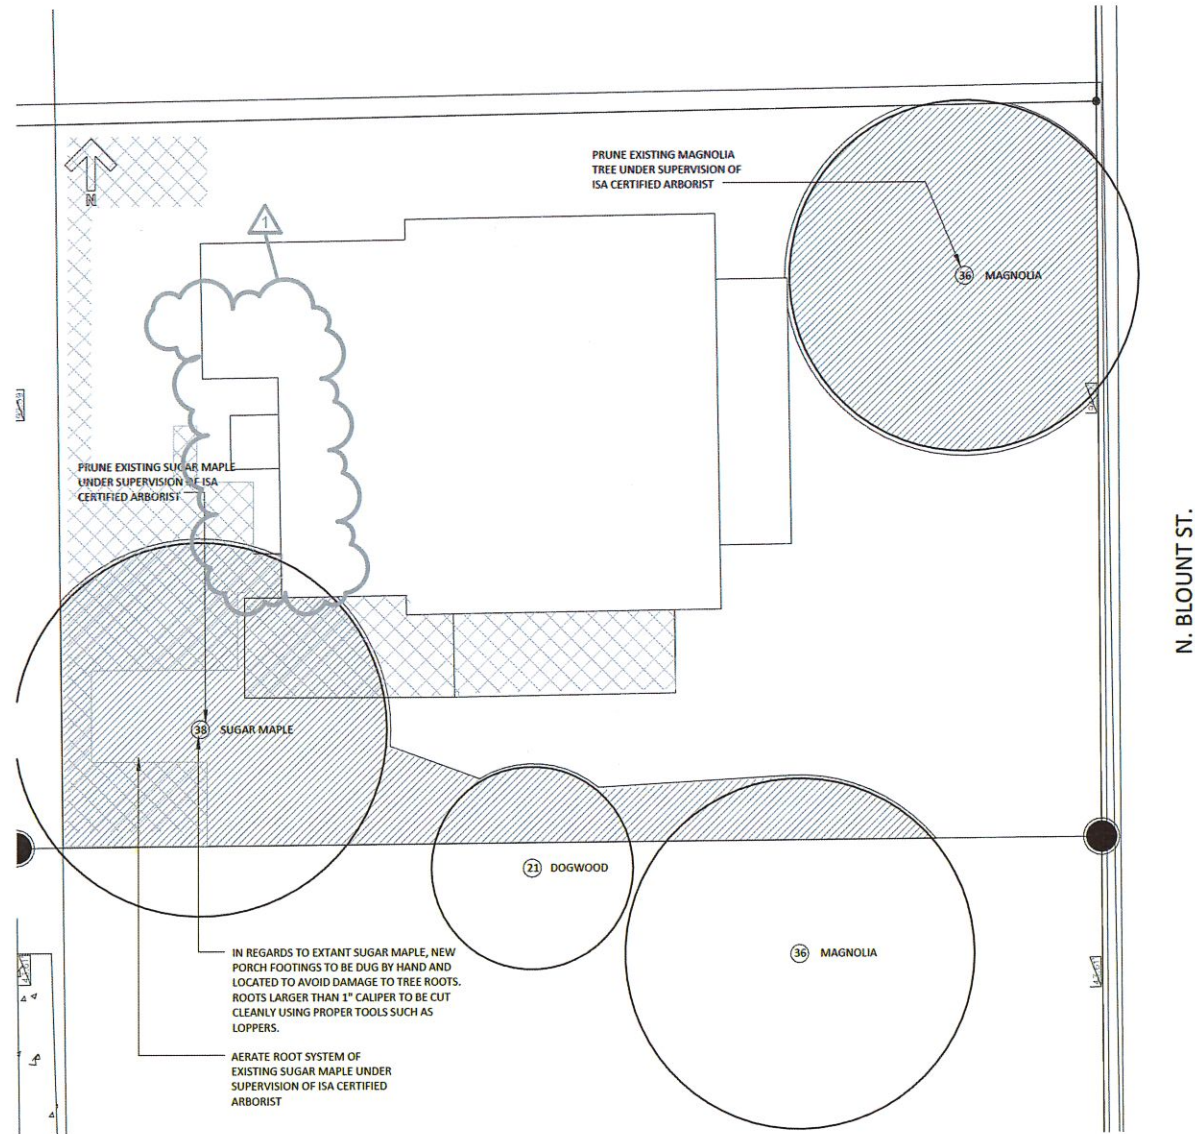 PRUNE EXISTING MAGNOLIA
TREE UNDER SUPERVISION OF
ISA CERTIFIED ARBORIST
N
1
36 MAGNOLIA
PRUNE EXISTING SUGAR MAPLE
UNDER SUPERVISION OF ISA
CERTIFIED ARBORIST
N. BLOUNT ST.
38 SUGAR MAPLE
21 DOGWOOD
36 MAGNOLIA
IN REGARDS TO EXTANT SUGAR MAPLE, NEW
PORCH FOOTINGS TO BE DUG BY HAND AND
LOCATED TO AVOID DAMAGE TO TREE ROOTS.
ROOTS LARGER THAN 1" CALIPER TO BE CUT
CLEANLY USING PROPER TOOLS SUCH AS
LOPPERS.
AERATE ROOT SYSTEM OF
EXISTING SUGAR MAPLE UNDER
SUPERVISION OF ISA CERTIFIED
ARBORIST